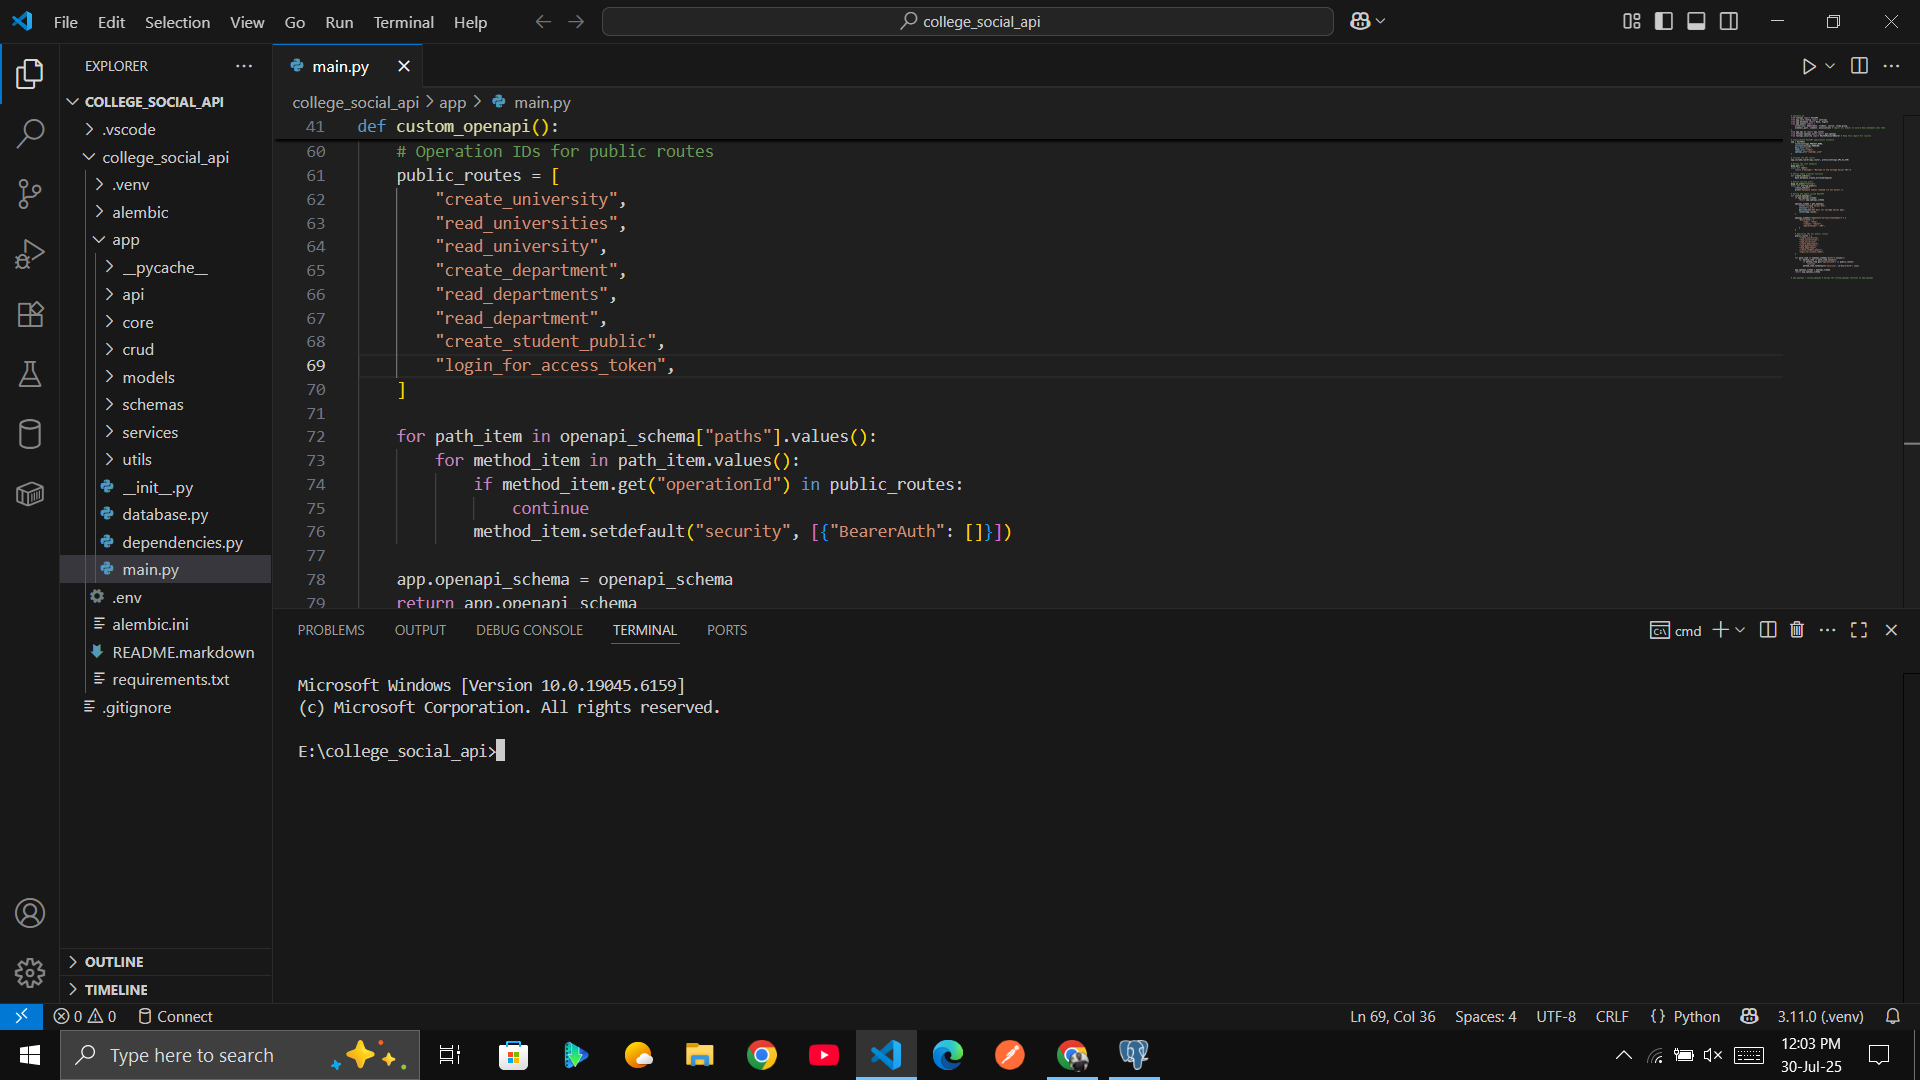 File Edit Selection View Go Run Terminal Help
college_social_api
EXPLORER
COLLEGE_SOCIAL_API
.vscode
college_social_api
.venv
alembic
app
__pycache__
api
core
crud
models
schemas
services
utils
__init__.py
database.py
dependencies.py
main.py
.env
alembic.ini
README.markdown
requirements.txt
.gitignore
OUTLINE
TIMELINE
main.py
college_social_api > app > main.py
41 def custom_openapi():
60 # Operation IDs for public routes
61 public_routes = [
62 "create_university",
63 "read_universities",
64 "read_university",
65 "create_department",
66 "read_departments",
67 "read_department",
68 "create_student_public",
69 "login_for_access_token",
70 ]
71
72 for path_item in openapi_schema["paths"].values():
73 for method_item in path_item.values():
74 if method_item.get("operationId") in public_routes:
75 continue
76 method_item.setdefault("security", [{"BearerAuth": []}])
77
78 app.openapi_schema = openapi_schema
79 return app.openapi_schema
PROBLEMS OUTPUT DEBUG CONSOLE TERMINAL PORTS
cmd
Microsoft Windows [Version 10.0.19045.6159]
(c) Microsoft Corporation. All rights reserved.
E:\college_social_api>
0 0 Connect
Ln 69, Col 36 Spaces: 4 UTF-8 CRLF {} Python 3.11.0 (.venv)
Type here to search
12:03 PM
30-Jul-25